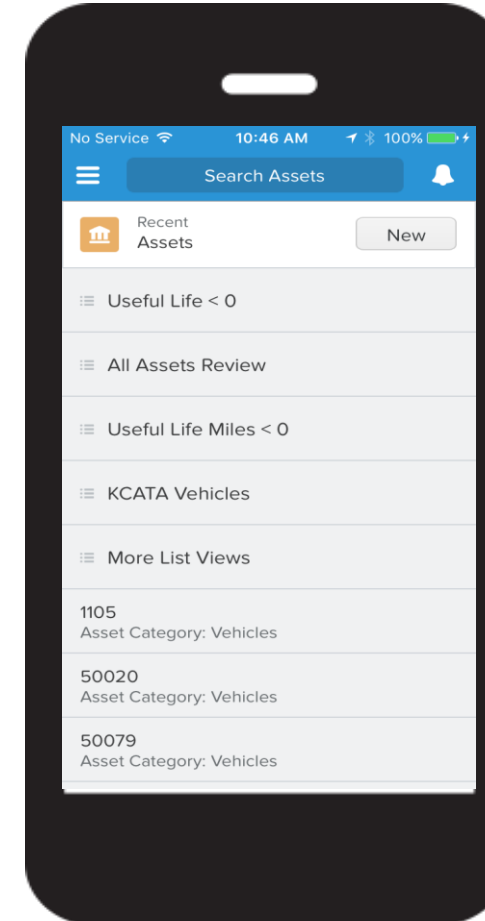 No Service 10:46 AM 100%
Search Assets
Recent
Assets
New
Useful Life < 0
All Assets Review
Useful Life Miles < 0
KCATA Vehicles
More List Views
1105
Asset Category: Vehicles
50020
Asset Category: Vehicles
50079
Asset Category: Vehicles